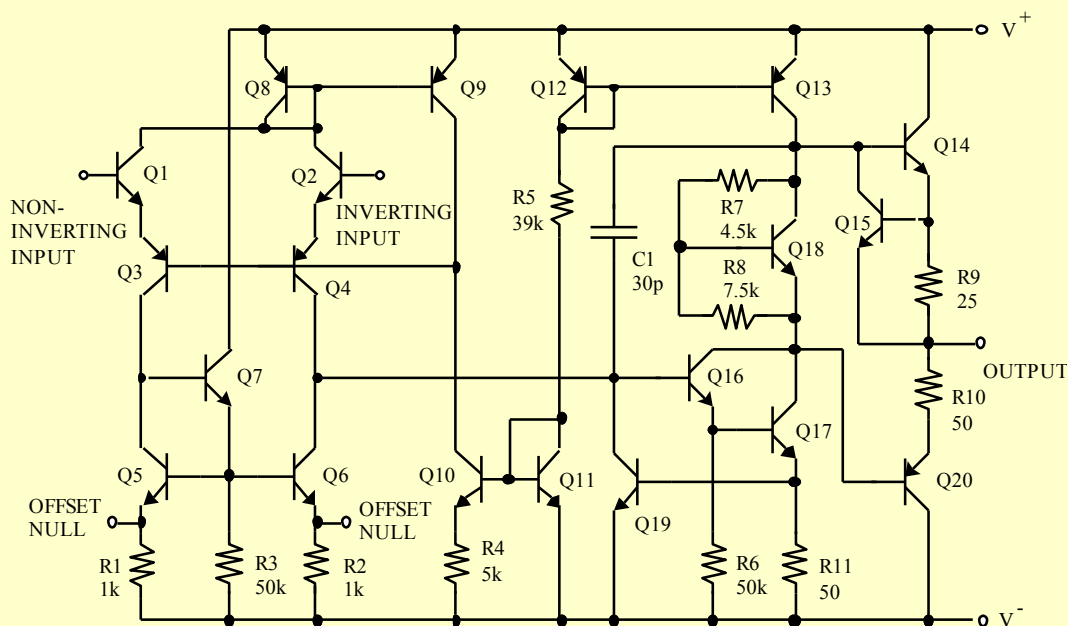 V+
Q8
Q9
Q12
Q13
Q14
Q1
Q2
R5
39k
R7
4.5k
Q15
NON-
INVERTING
INPUT
INVERTING
INPUT
Q18
Q3
Q4
C1
30p
R8
7.5k
R9
25
OUTPUT
Q7
Q16
R10
50
Q17
Q5
Q6
Q10
Q11
Q20
OFFSET
NULL
OFFSET
NULL
Q19
R1
1k
R3
50k
R2
1k
R4
5k
R6
50k
R11
50
V-